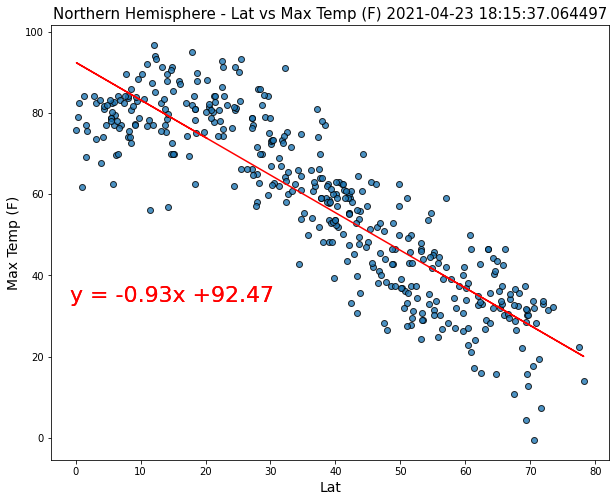 Northern Hemisphere - Lat vs Max Temp (F) 2021-04-23 18:15:37.064497
100
80
60
40
20
0
Max Temp (F)
y = -0.93x +92.47
0 10 20 30 40 50 60 70 80
Lat